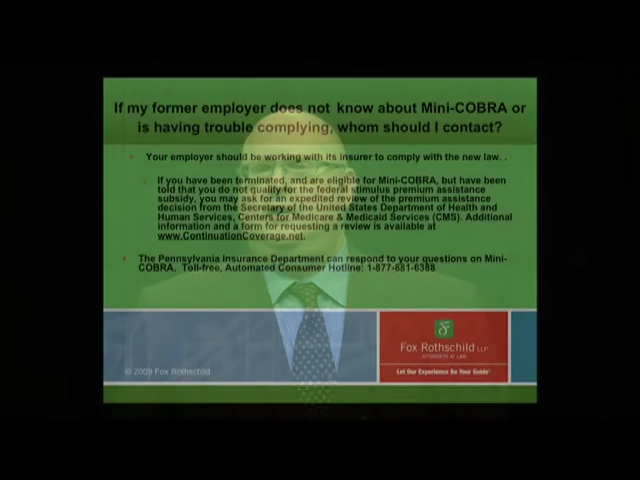 If my former employer does not know about Mini-COBRA or
is having trouble complying, whom should I contact?
Your employer should be working with its insurer to comply with the new law. .
If you have been terminated, and are eligible for Mini-COBRA, but have been
told that you do not qualify for the federal stimulus premium assistance
subsidy, you may ask for an expedited review of the premium assistance
decision from the Secretary of the United States Department of Health and
Human Services, Centers for Medicare & Medicaid Services (CMS). Additional
information and a form for requesting a review is available at
www.ContinuationCoverage.net.
The Pennsylvania Insurance Department can respond to your questions on Mini-
COBRA. Toll-free, Automated Consumer Hotline: 1-877-881-6388
Fox Rothschild LLP
ATTORNEYS AT LAW
Let Our Experience Be Your Guide
© 2009 Fox Rothschild